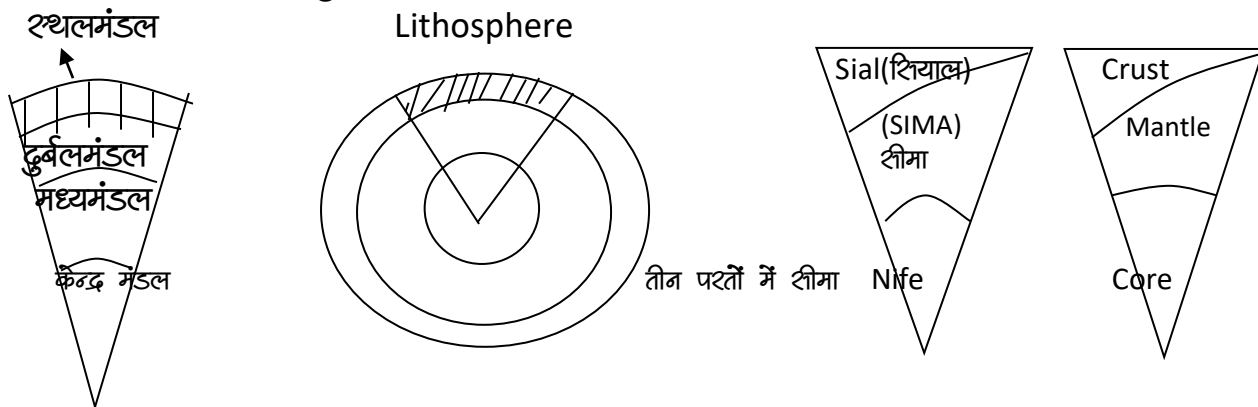 स्थलमंडल
दुर्बलमंडल
मध्यमंडल
केन्द्र मंडल
Lithosphere
तीन परतों में सीमा
Sial(सियाल)
(SIMA)
सीमा
Nife
Crust
Mantle
Core